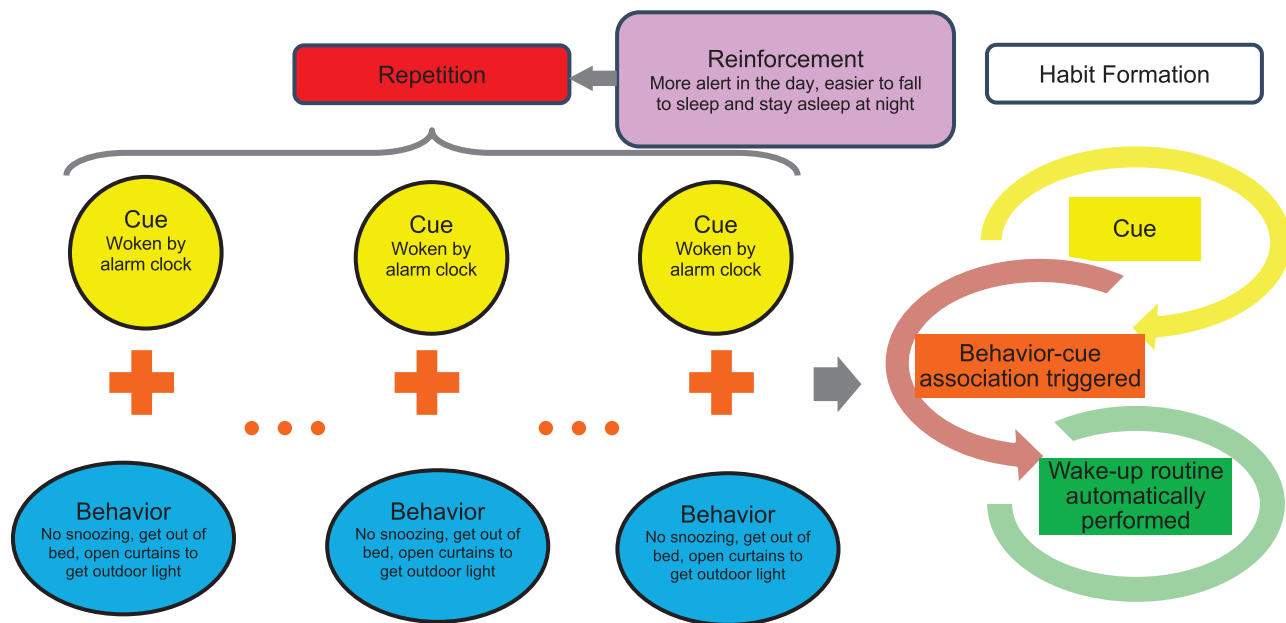 Repetition
Reinforcement
More alert in the day, easier to fall
to sleep and stay asleep at night
Habit Formation
Cue
Woken by
alarm clock
Cue
Woken by
alarm clock
Cue
Woken by
alarm clock
Behavior
No snoozing, get out of
bed, open curtains to
get outdoor light
Behavior
No snoozing, get out of
bed, open curtains to
get outdoor light
Behavior
No snoozing, get out of
bed, open curtains to
get outdoor light
Cue
Behavior-cue
association triggered
Wake-up routine
automatically
performed